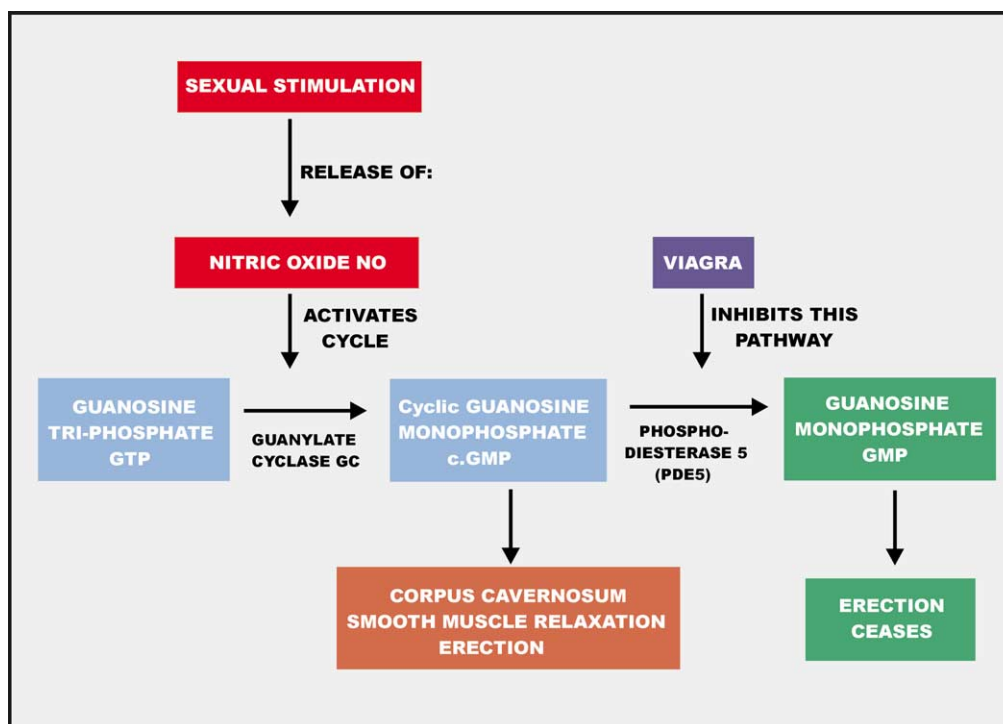 SEXUAL STIMULATION
RELEASE OF:
NITRIC OXIDE NO
VIAGRA
ACTIVATES
CYCLE
INHIBITS THIS
PATHWAY
GUANOSINE
TRI-PHOSPHATE
GTP
GUANYLATE
CYCLASE GC
Cyclic GUANOSINE
MONOPHOSPHATE
c.GMP
PHOSPHO-
DIESTERASE 5
(PDE5)
GUANOSINE
MONOPHOSPHATE
GMP
CORPUS CAVERNOSUM
SMOOTH MUSCLE RELAXATION
ERECTION
ERECTION
CEASES